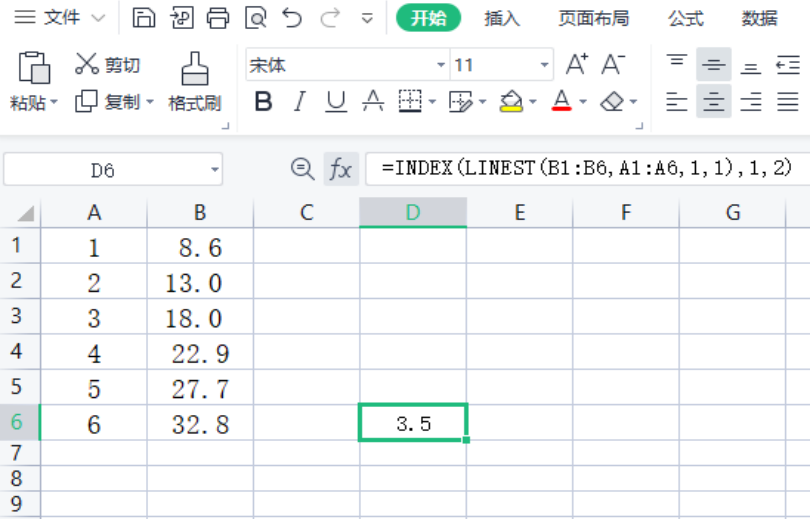 文件 开始 插入 页面布局 公式 数据
剪切 宋体 11 A+ A-
粘贴 复制 格式刷 B I U A A
D6 fx =INDEX(LINEST(B1:B6,A1:A6,1,1),1,2)
A B C D E F G
1 1 8.6
2 2 13.0
3 3 18.0
4 4 22.9
5 5 27.7
6 6 32.8 3.5
7
8
9